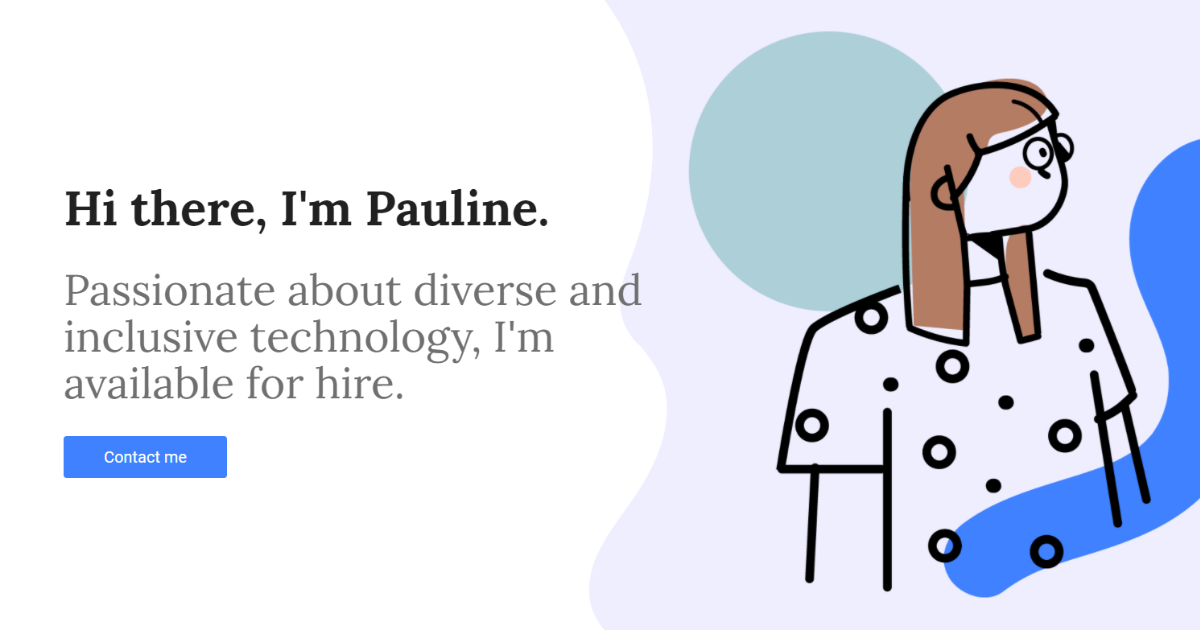 Hi there, I'm Pauline.
Passionate about diverse and
inclusive technology, I'm
available for hire.
Contact me